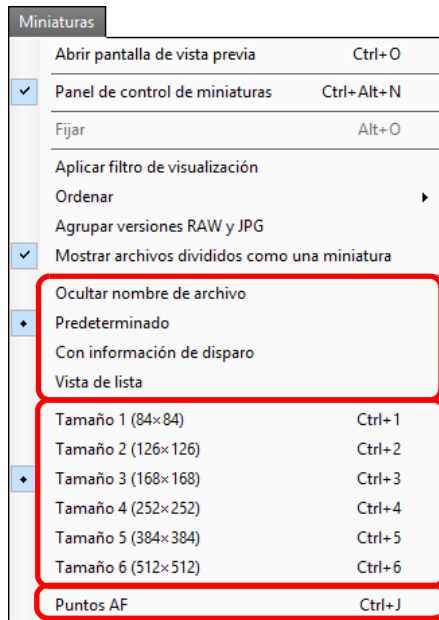 Miniaturas
Abrir pantalla de vista previa Ctrl+O
Panel de control de miniaturas Ctrl+Alt+N
Fijar Alt+O
Aplicar filtro de visualización
Ordenar
Agrupar versiones RAW y JPG
Mostrar archivos divididos como una miniatura
Ocultar nombre de archivo
Predeterminado
Con información de disparo
Vista de lista
Tamaño 1 (84×84) Ctrl+1
Tamaño 2 (126×126) Ctrl+2
Tamaño 3 (168×168) Ctrl+3
Tamaño 4 (252×252) Ctrl+4
Tamaño 5 (384×384) Ctrl+5
Tamaño 6 (512×512) Ctrl+6
Puntos AF Ctrl+J